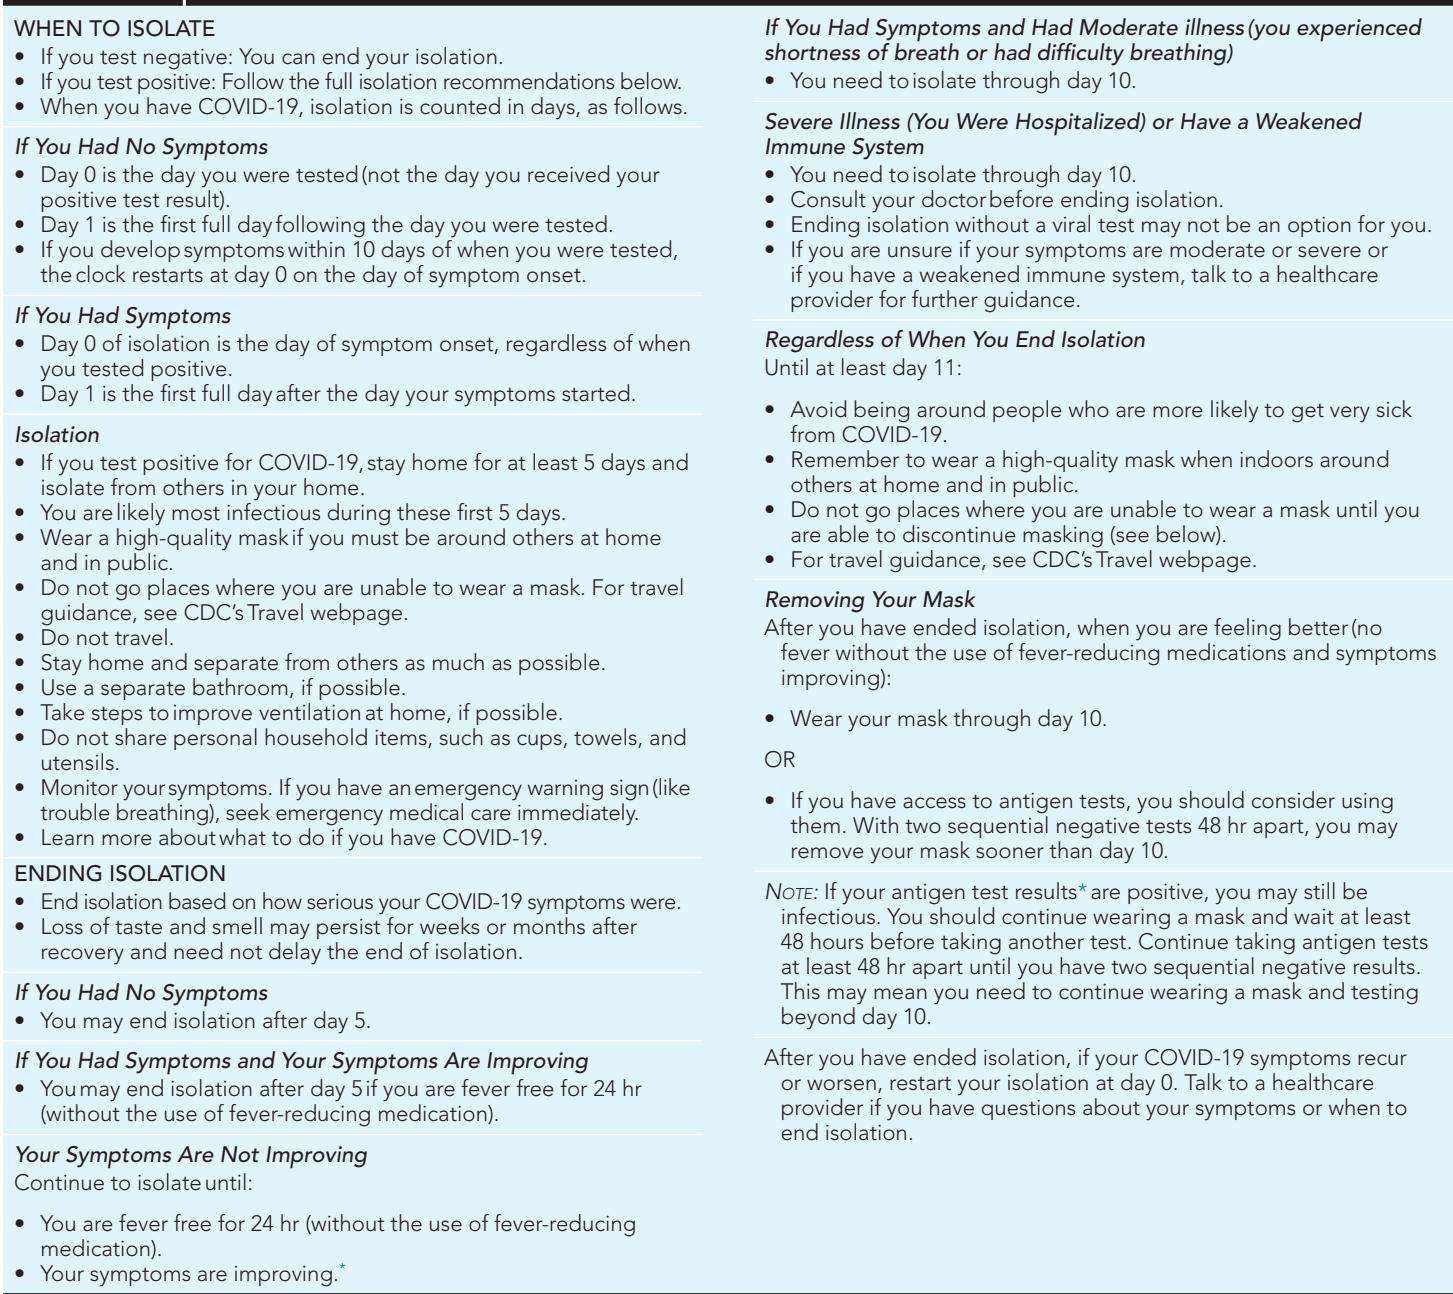 WHEN TO ISOLATE
• If you test negative: You can end your isolation.
• If you test positive: Follow the full isolation recommendations below.
• When you have COVID-19, isolation is counted in days, as follows.
If You Had No Symptoms
• Day 0 is the day you were tested (not the day you received your
positive test result).
• Day 1 is the first full day following the day you were tested.
• If you develop symptoms within 10 days of when you were tested,
the clock restarts at day 0 on the day of symptom onset.
If You Had Symptoms
• Day 0 of isolation is the day of symptom onset, regardless of when
you tested positive.
• Day 1 is the first full day after the day your symptoms started.
Isolation
• If you test positive for COVID-19, stay home for at least 5 days and
isolate from others in your home.
• You are likely most infectious during these first 5 days.
• Wear a high-quality mask if you must be around others at home
and in public.
• Do not go places where you are unable to wear a mask. For travel
guidance, see CDC's Travel webpage.
• Do not travel.
• Stay home and separate from others as much as possible.
• Use a separate bathroom, if possible.
• Take steps to improve ventilation at home, if possible.
• Do not share personal household items, such as cups, towels, and
utensils.
• Monitor your symptoms. If you have an emergency warning sign (like
trouble breathing), seek emergency medical care immediately.
• Learn more about what to do if you have COVID-19.
ENDING ISOLATION
• End isolation based on how serious your COVID-19 symptoms were.
• Loss of taste and smell may persist for weeks or months after
recovery and need not delay the end of isolation.
If You Had No Symptoms
• You may end isolation after day 5.
If You Had Symptoms and Your Symptoms Are Improving
• You may end isolation after day 5 if you are fever free for 24 hr
(without the use of fever-reducing medication).
Your Symptoms Are Not Improving
Continue to isolate until:
• You are fever free for 24 hr (without the use of fever-reducing
medication).
• Your symptoms are improving.*
If You Had Symptoms and Had Moderate illness (you experienced
shortness of breath or had difficulty breathing)
• You need to isolate through day 10.
Severe Illness (You Were Hospitalized) or Have a Weakened
Immune System
• You need to isolate through day 10.
• Consult your doctor before ending isolation.
• Ending isolation without a viral test may not be an option for you.
• If you are unsure if your symptoms are moderate or severe or
if you have a weakened immune system, talk to a healthcare
provider for further guidance.
Regardless of When You End Isolation
Until at least day 11:
• Avoid being around people who are more likely to get very sick
from COVID-19.
• Remember to wear a high-quality mask when indoors around
others at home and in public.
• Do not go places where you are unable to wear a mask until you
are able to discontinue masking (see below).
• For travel guidance, see CDC's Travel webpage.
Removing Your Mask
After you have ended isolation, when you are feeling better (no
fever without the use of fever-reducing medications and symptoms
improving):
• Wear your mask through day 10.
OR
• If you have access to antigen tests, you should consider using
them. With two sequential negative tests 48 hr apart, you may
remove your mask sooner than day 10.
NOTE: If your antigen test results* are positive, you may still be
infectious. You should continue wearing a mask and wait at least
48 hours before taking another test. Continue taking antigen tests
at least 48 hr apart until you have two sequential negative results.
This may mean you need to continue wearing a mask and testing
beyond day 10.
After you have ended isolation, if your COVID-19 symptoms recur
or worsen, restart your isolation at day 0. Talk to a healthcare
provider if you have questions about your symptoms or when to
end isolation.